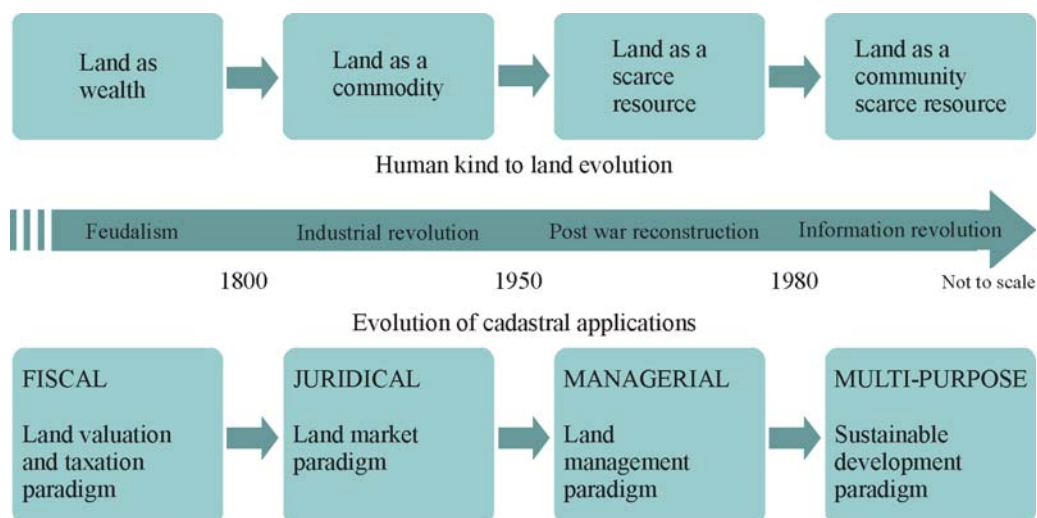 Land as
wealth
Land as a
commodity
Land as a
scarce
resource
Land as a
community
scarce resource
Human kind to land evolution
Feudalism
Industrial revolution
Post war reconstruction
Information revolution
1800
1950
1980
Not to scale
Evolution of cadastral applications
FISCAL
Land valuation
and taxation
paradigm
JURIDICAL
Land market
paradigm
MANAGERIAL
Land
management
paradigm
MULTI-PURPOSE
Sustainable
development
paradigm